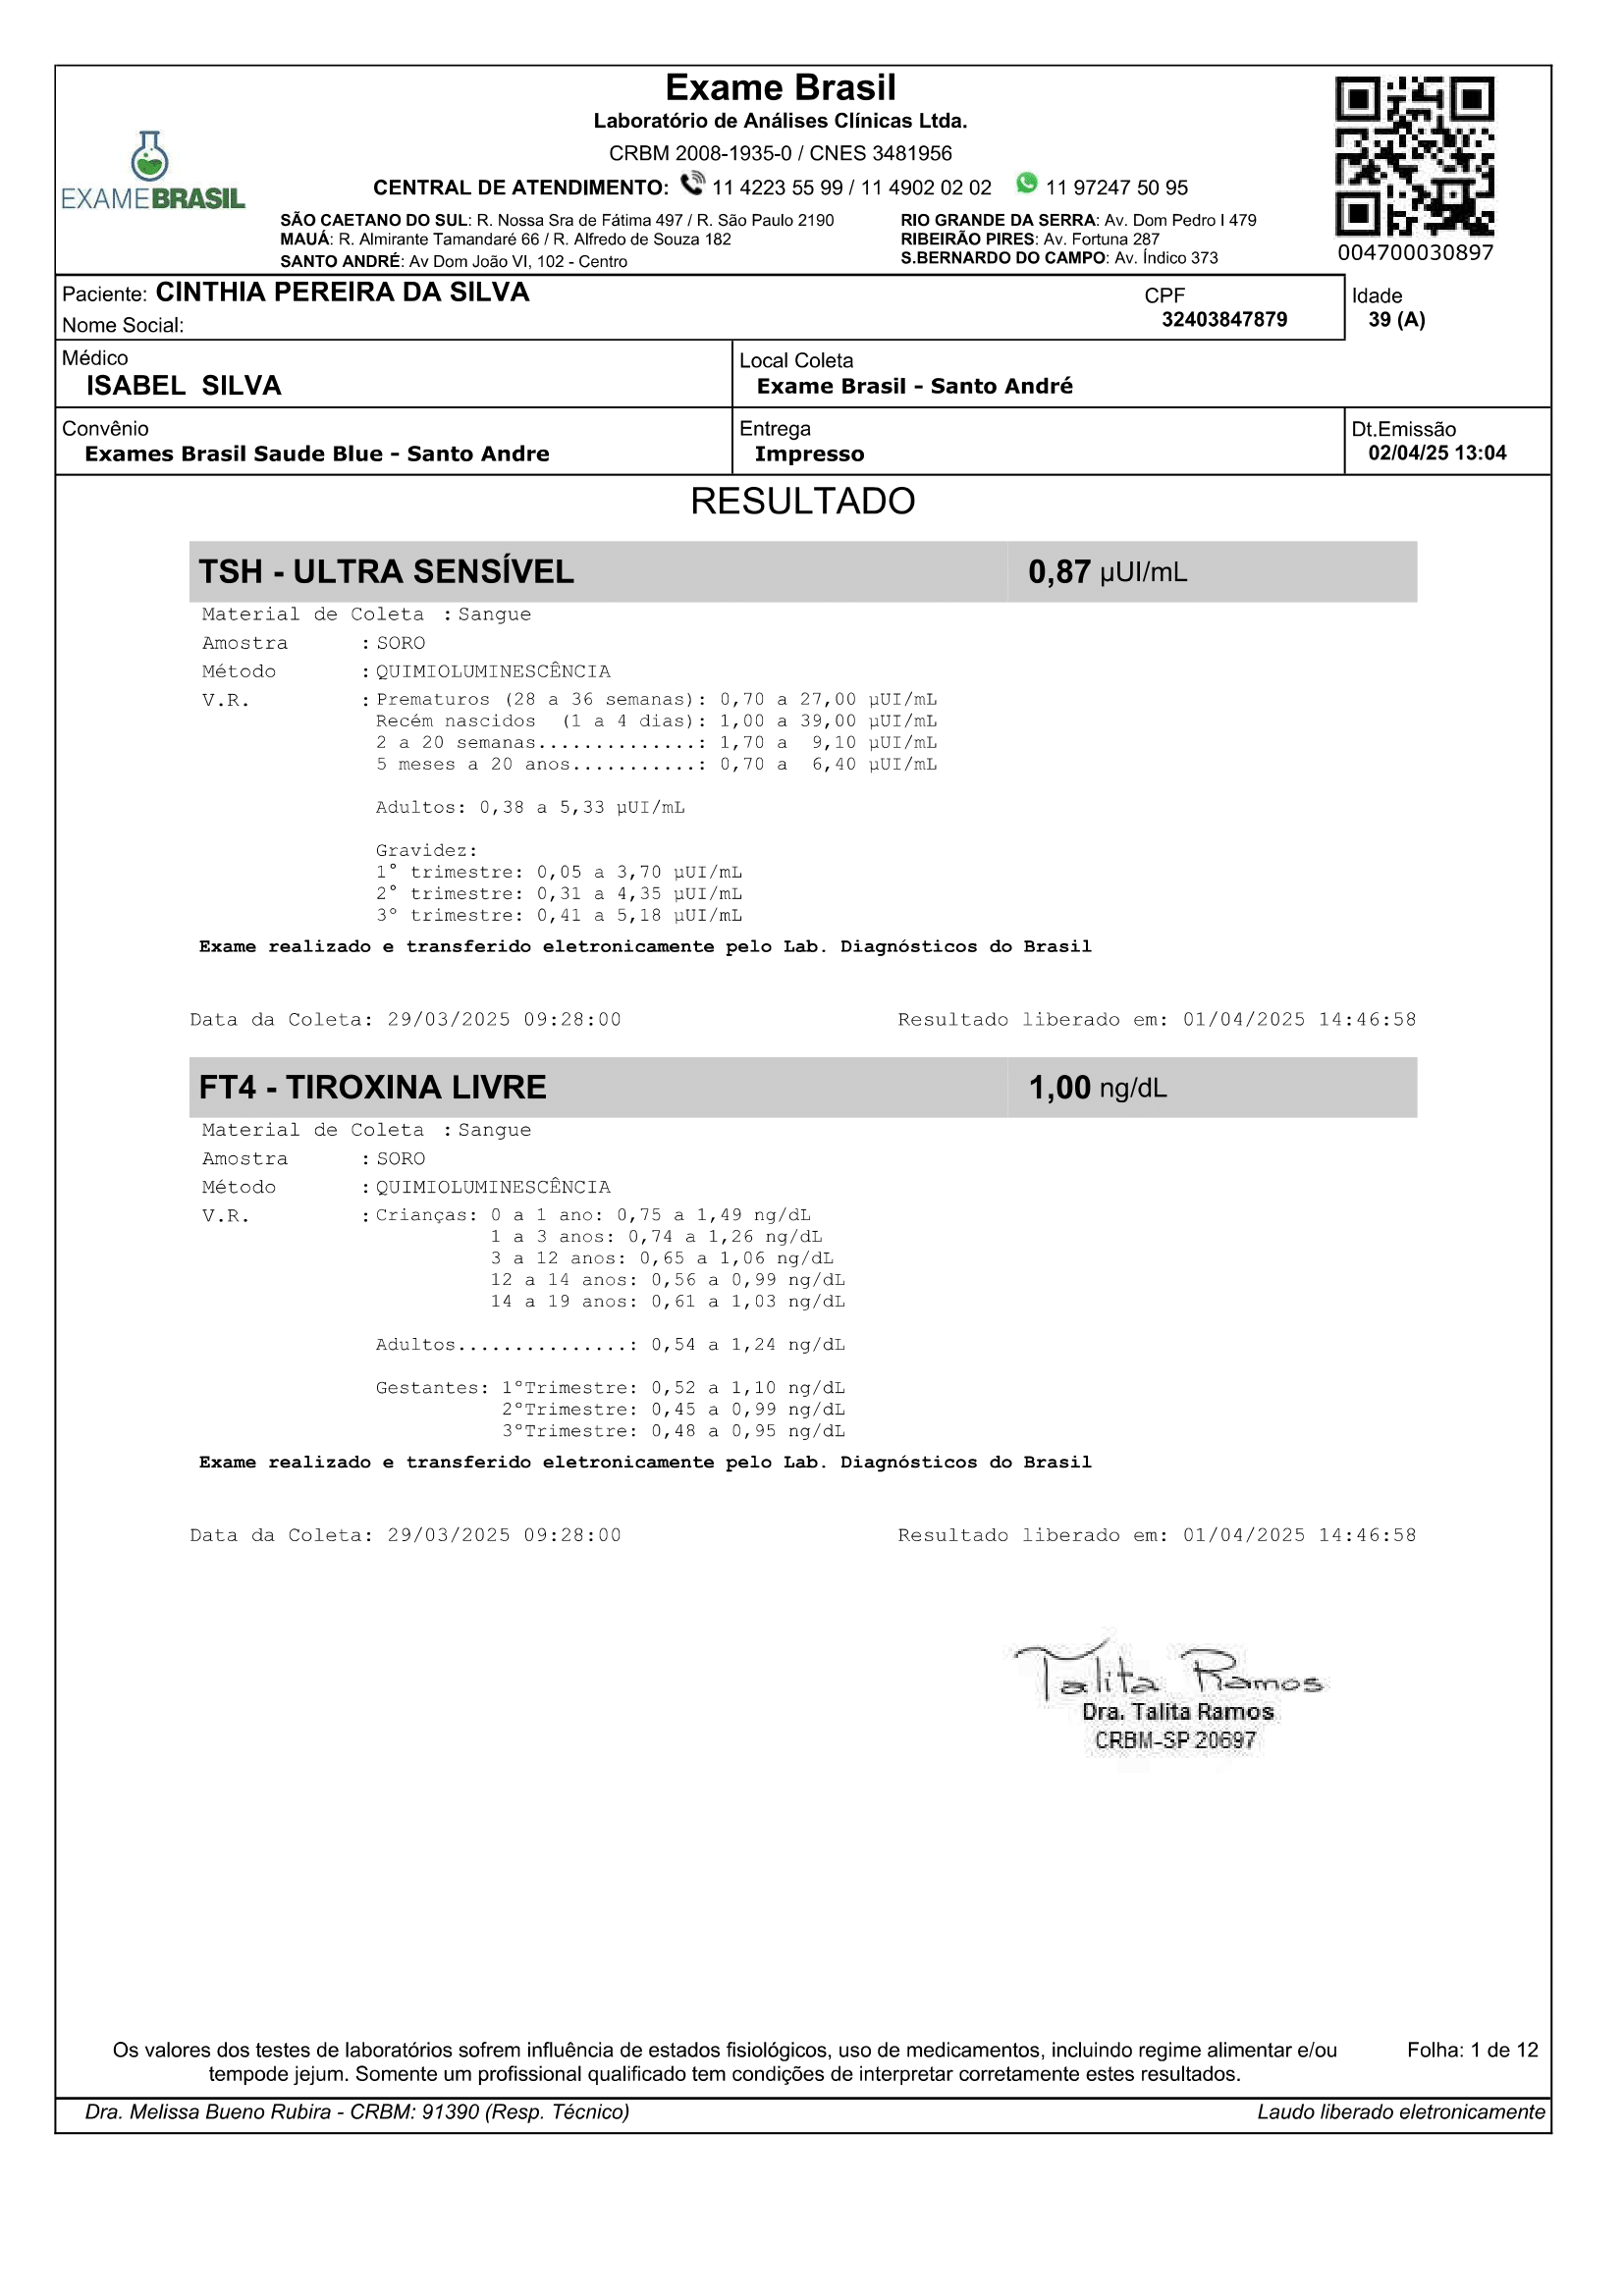 Exame Brasil
Laboratório de Análises Clínicas Ltda.
CRBM 2008-1935-0 / CNES 3481956
EXAMEBRASIL
CENTRAL DE ATENDIMENTO: 11 4223 55 99 / 11 4902 02 02 11 97247 50 95
SÃO CAETANO DO SUL: R. Nossa Sra de Fátima 497 / R. São Paulo 2190
MAUÁ: R. Almirante Tamandaré 66 / R. Alfredo de Souza 182
SANTO ANDRÉ: Av Dom João VI, 102 - Centro
RIO GRANDE DA SERRA: Av. Dom Pedro I 479
RIBEIRÃO PIRES: Av. Fortuna 287
S.BERNARDO DO CAMPO: Av. Índico 373
004700030897
Paciente: CINTHIA PEREIRA DA SILVA
Nome Social:
CPF
32403847879
Idade
39 (A)
Médico
ISABEL SILVA
Local Coleta
Exame Brasil - Santo André
Convênio
Exames Brasil Saude Blue - Santo Andre
Entrega
Impresso
Dt.Emissão
02/04/25 13:04
RESULTADO
TSH - ULTRA SENSÍVEL 0,87 µUI/mL
Material de Coleta : Sangue
Amostra : SORO
Método : QUIMIOLUMINESCÊNCIA
V.R. : Prematuros (28 a 36 semanas): 0,70 a 27,00 µUI/mL
Recém nascidos (1 a 4 dias): 1,00 a 39,00 µUI/mL
2 a 20 semanas..............: 1,70 a 9,10 µUI/mL
5 meses a 20 anos...........: 0,70 a 6,40 µUI/mL
Adultos: 0,38 a 5,33 µUI/mL
Gravidez:
1° trimestre: 0,05 a 3,70 µUI/mL
2° trimestre: 0,31 a 4,35 µUI/mL
3º trimestre: 0,41 a 5,18 µUI/mL
Exame realizado e transferido eletronicamente pelo Lab. Diagnósticos do Brasil
Data da Coleta: 29/03/2025 09:28:00 Resultado liberado em: 01/04/2025 14:46:58
FT4 - TIROXINA LIVRE 1,00 ng/dL
Material de Coleta : Sangue
Amostra : SORO
Método : QUIMIOLUMINESCÊNCIA
V.R. : Crianças: 0 a 1 ano: 0,75 a 1,49 ng/dL
1 a 3 anos: 0,74 a 1,26 ng/dL
3 a 12 anos: 0,65 a 1,06 ng/dL
12 a 14 anos: 0,56 a 0,99 ng/dL
14 a 19 anos: 0,61 a 1,03 ng/dL
Adultos...............: 0,54 a 1,24 ng/dL
Gestantes: 1ºTrimestre: 0,52 a 1,10 ng/dL
2ºTrimestre: 0,45 a 0,99 ng/dL
3ºTrimestre: 0,48 a 0,95 ng/dL
Exame realizado e transferido eletronicamente pelo Lab. Diagnósticos do Brasil
Data da Coleta: 29/03/2025 09:28:00 Resultado liberado em: 01/04/2025 14:46:58
Talita Ramos
Dra. Talita Ramos
CRBM-SP 20697
Os valores dos testes de laboratórios sofrem influência de estados fisiológicos, uso de medicamentos, incluindo regime alimentar e/ou
tempode jejum. Somente um profissional qualificado tem condições de interpretar corretamente estes resultados.
Folha: 1 de 12
Dra. Melissa Bueno Rubira - CRBM: 91390 (Resp. Técnico) Laudo liberado eletronicamente